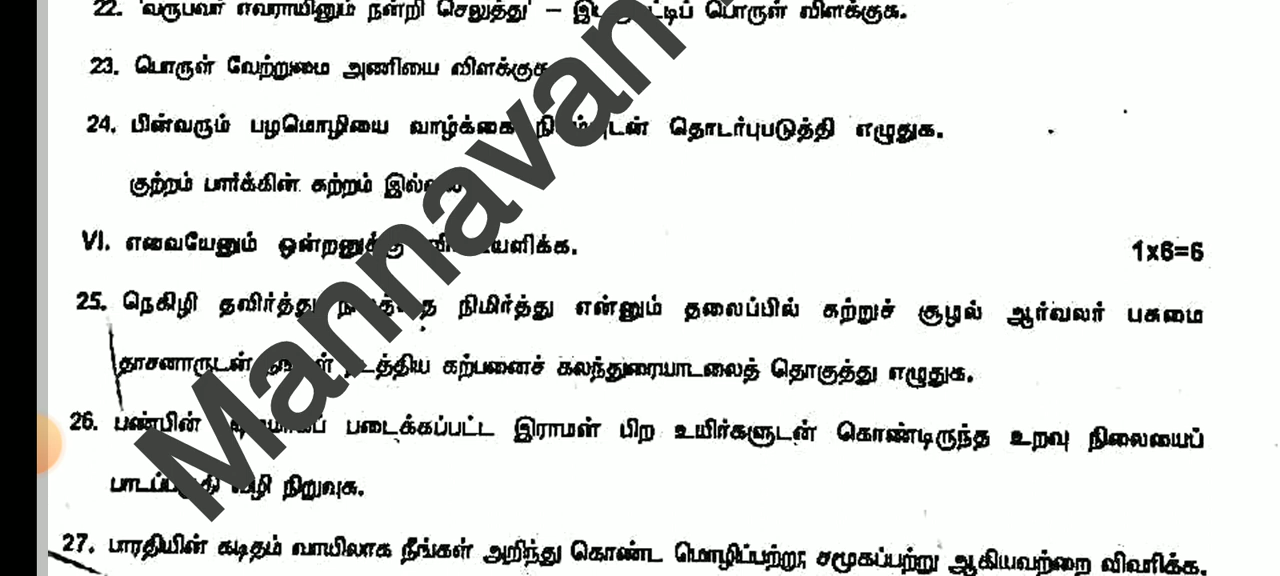 22. 'வருபவர் எவராயினும் நன்றி செலுத்து' – பொருள் விளக்குக.
23. பொருள் வேற்றுமை அணியை விளக்குக
24. பின்வரும் பழமொழியை வாழ்க்கை தொடர்புபடுத்தி எழுதுக.
குற்றம் பார்க்கின் சுற்றம் இல்லை
VI. எவையேனும் ஒன்றனுக்கு விடையளிக்க. 1x6=6
25. நெகிழி தவிர்த்து நிமிர்த்து என்னும் தலைப்பில் சுற்றுச் சூழல் ஆர்வலர் பசுமை
தாசனாருடன் கற்பனைச் கலந்துரையாடலைத் தொகுத்து எழுதுக.
26. பண்பின் படைக்கப்பட்ட இராமன் பிற உயிர்களுடன் கொண்டிருந்த உறவு நிலையைப்
பாடப்பகுதி வழி நிறுவுக.
27. பாரதியின் கடிதம் வாயிலாக நீங்கள் அறிந்து கொண்ட மொழிப்பற்று, சமூகப்பற்று ஆகியவற்றை விவரிக்க.
Mannavan